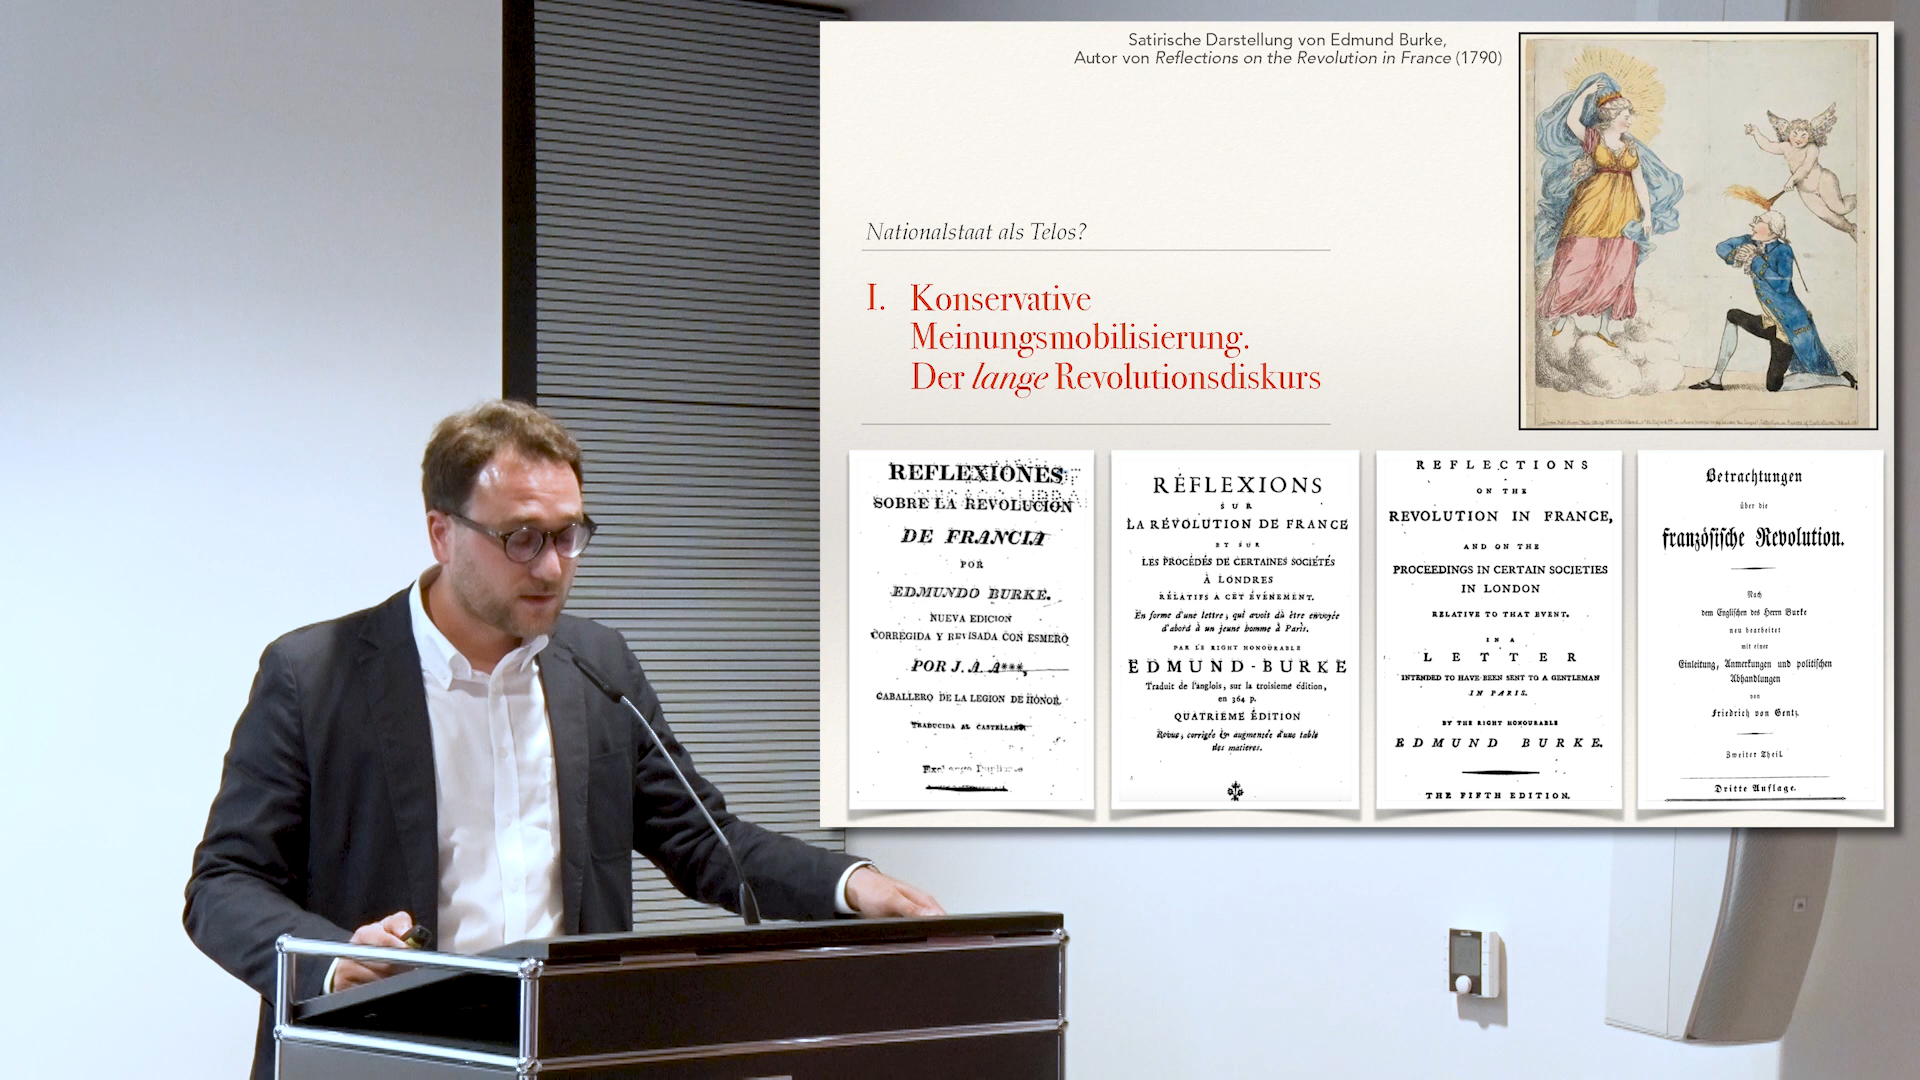 Satirische Darstellung von Edmund Burke,
Autor von Reflections on the Revolution in France (1790)
Nationalstaat als Telos?
I. Konservative
Meinungsmobilisierung.
Der lange Revolutionsdiskurs
REFLEXIONES
SOBRE LA REVOLUCION
DE FRANCIA
POR
EDMUNDO BURKE.
NUEVA EDICION
CORREGIDA Y REVISADA CON ESMERO
POR J. A. A***,
CABALLERO DE LA LEGION DE HONOR.
TRADUCIDA AL CASTELLANO
RÉFLEXIONS
SUR
LA RÉVOLUTION DE FRANCE
ET SUR
LES PROCÉDÉS DE CERTAINES SOCIÉTÉS
À LONDRES
RÉLATIFS À CET ÉVÉNEMENT.
En forme d'une lettre, qui avoit dû être envoyée
d'abord à un jeune homme à Paris.
PAR LE RIGHT HONOURABLE
EDMUND-BURKE
Traduit de l'anglois, sur la troisieme édition,
en 364 p.
QUATRIEME ÉDITION
Revue, corrigée & augmentée d'une table
des matieres.
REFLECTIONS
ON THE
REVOLUTION IN FRANCE,
AND ON THE
PROCEEDINGS IN CERTAIN SOCIETIES
IN LONDON
RELATIVE TO THAT EVENT.
IN A
LETTER
INTENDED TO HAVE BEEN SENT TO A GENTLEMAN
IN PARIS.
BY THE RIGHT HONOURABLE
EDMUND BURKE.
THE FIFTH EDITION.
Betrachtungen
über die
französische Revolution.
Nach
dem Englischen des Herrn Burke
neu bearbeitet
mit einer
Einleitung, Anmerkungen und politischen
Abhandlungen
von
Friedrich von Gentz.
Zweiter Theil.
Dritte Auflage.